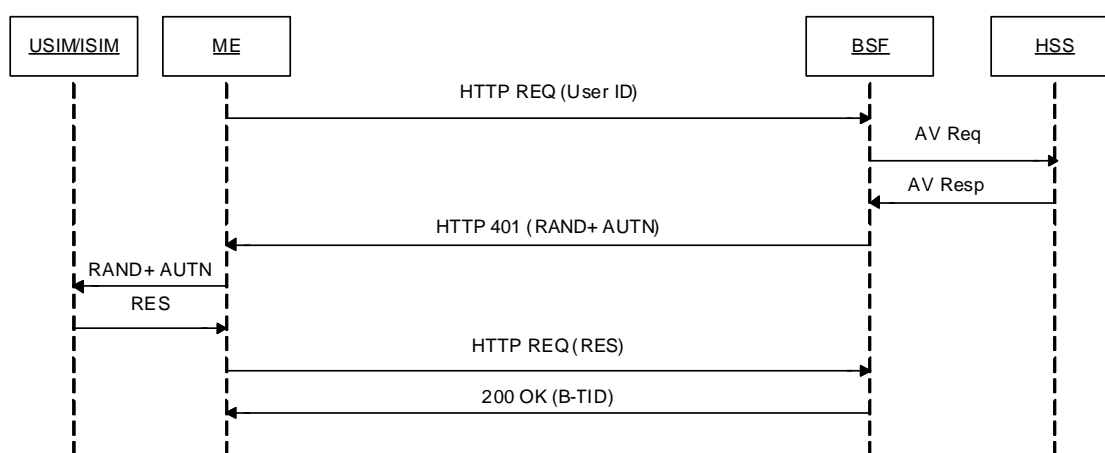 USIM/ISIM
ME
BSF
HSS
HTTP REQ (User ID)
AV Req
AV Resp
HTTP 401 (RAND+ AUTN)
RAND+ AUTN
RES
HTTP REQ (RES)
200 OK (B-TID)